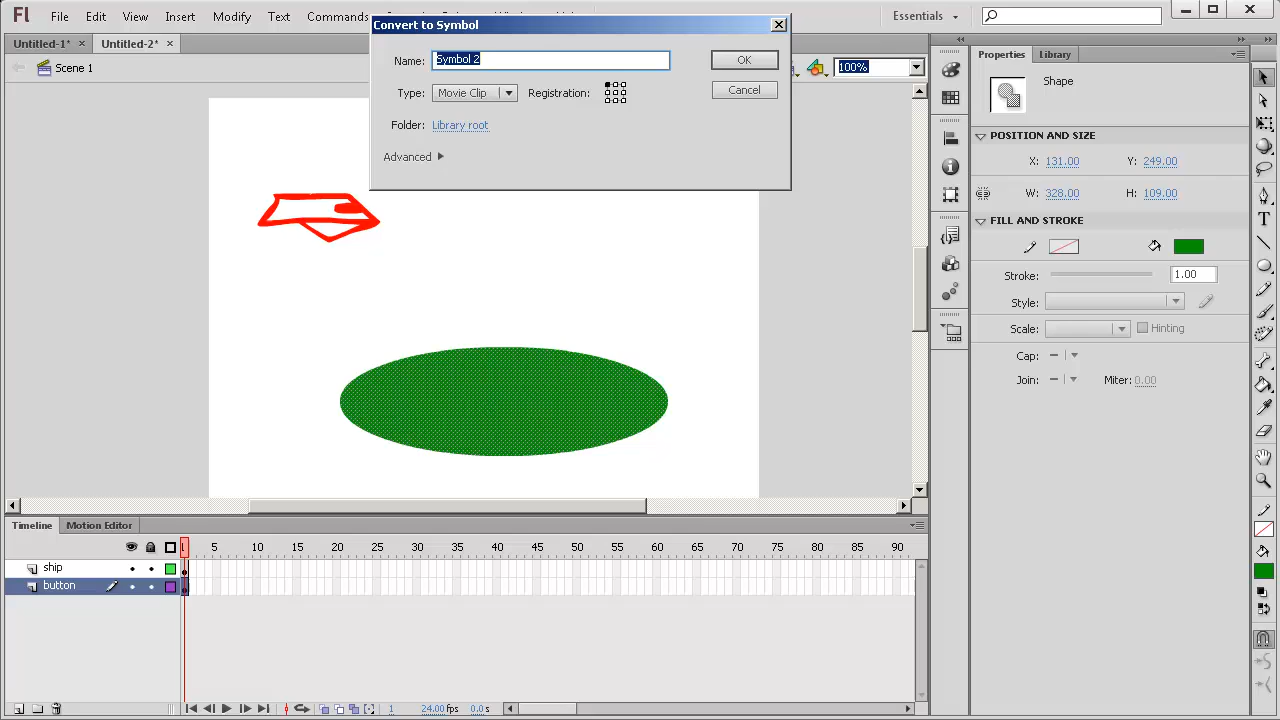 Fl File Edit View Insert Modify Text Commands
Essentials
Convert to Symbol
Name: Symbol 2
OK
Type: Movie Clip Registration:
Cancel
Folder: Library root
Advanced
Untitled-1* × Untitled-2* ×
Scene 1
100%
Properties Library
Shape
POSITION AND SIZE
X: 131.00 Y: 249.00
W: 328.00 H: 109.00
FILL AND STROKE
Stroke: 1.00
Style:
Scale: Hinting
Cap:
Join: Miter: 0.00
Timeline Motion Editor
1 5 10 15 20 25 30 35 40 45 50 55 60 65 70 75 80 85 90
ship
button
1 24.00 fps 0.0 s